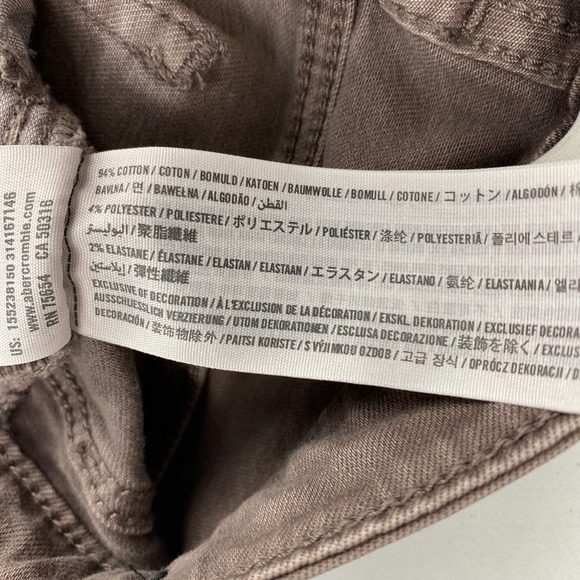 US: 155238150 314167146
www.abercrombie.com
RN 75654 CA 50316
94% COTTON / COTON / BOMULD / KATOEN / BAUMWOLLE / BOMULL / COTONE / コットン / ALGODÓN / 棉
BAVLNA / 면 / BAWEŁNA / ALGODÃO / القطن /
4% POLYESTER / POLIESTERE / ポリエステル / POLIÉSTER / 涤纶 / POLYESTERIÄ / 폴리에스테르 /
البوليستر / 聚脂纖維
2% ELASTANE / ÉLASTANE / ELASTAN / ELASTAAN / エラスタン / ELASTANO / 氨纶 / ELASTAANIA /
إيلاستين / 彈性纖維
EXCLUSIVE OF DECORATION / À L'EXCLUSION DE LA DÉCORATION / EKSKL. DEKORATION / EXCLUSIEF
AUSSCHLIESSLICH VERZIERUNG / UTOM DEKORATIONEN / ESCLUSA DECORAZIONE / 装飾を除く /
DECORACIÓN / 装饰物除外 / PAITSI KORISTE / S VÝJIMKOU OZDOB / 고급 장식 / OPRÓCZ DEKORACJI /